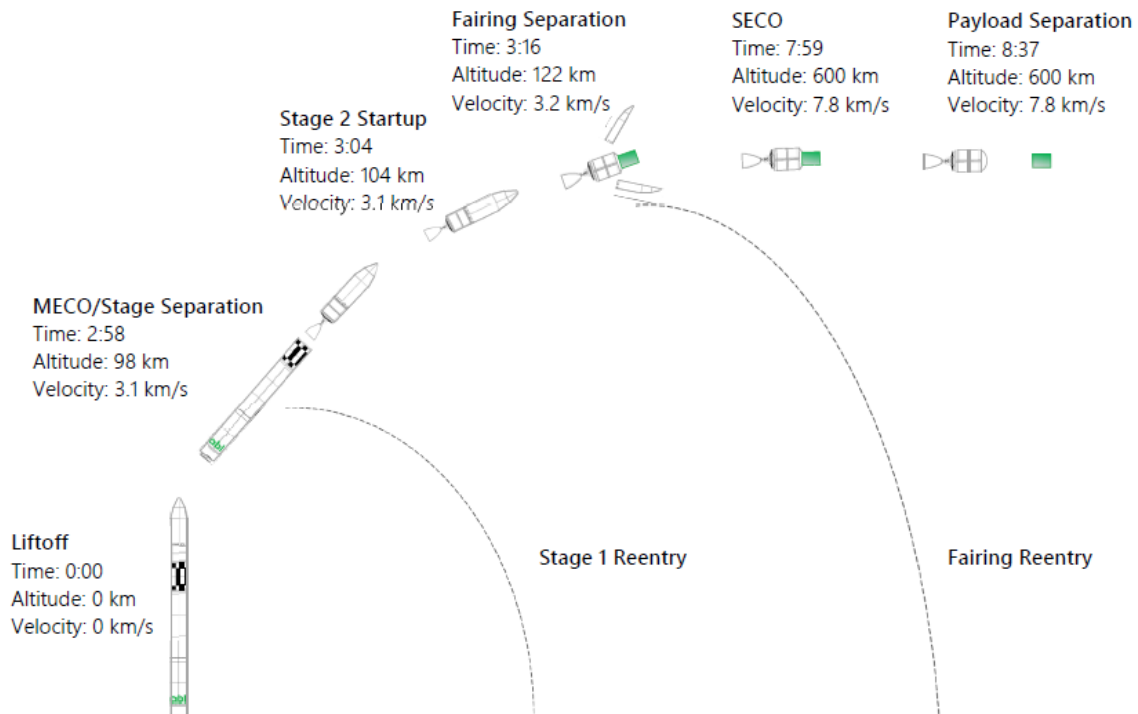 Fairing Separation
Time: 3:16
Altitude: 122 km
Velocity: 3.2 km/s
SECO
Time: 7:59
Altitude: 600 km
Velocity: 7.8 km/s
Payload Separation
Time: 8:37
Altitude: 600 km
Velocity: 7.8 km/s
Stage 2 Startup
Time: 3:04
Altitude: 104 km
Velocity: 3.1 km/s
MECO/Stage Separation
Time: 2:58
Altitude: 98 km
Velocity: 3.1 km/s
abl
Liftoff
Time: 0:00
Altitude: 0 km
Velocity: 0 km/s
abl
Stage 1 Reentry
Fairing Reentry